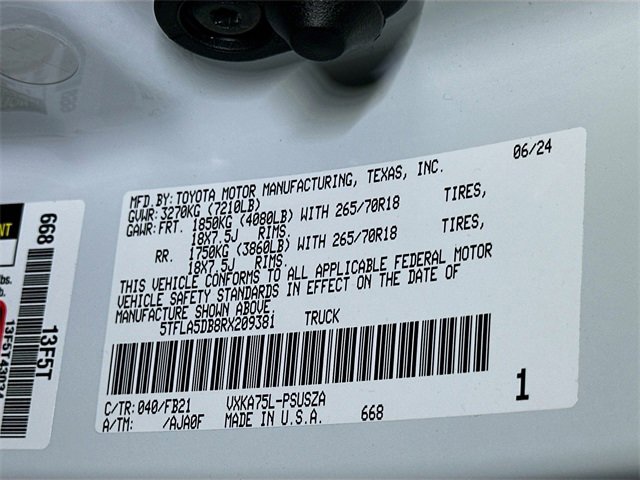 06/24
MFD.BY: TOYOTA MOTOR MANUFACTURING, TEXAS, INC.
GVWR: 3270KG (7210LB)
GAWR: FRT. 1850KG (4080LB) WITH 265/70R18 TIRES,
18X7.5J RIMS.
RR. 1750KG (3860LB) WITH 265/70R18 TIRES,
18X7.5J RIMS.
THIS VEHICLE CONFORMS TO ALL APPLICABLE FEDERAL MOTOR
VEHICLE SAFETY STANDARDS IN EFFECT ON THE DATE OF
MANUFACTURE SHOWN ABOVE.
5TFLA5DB8RX209381 TRUCK
C/TR: 040/FB21 VXKA75L-PSUSZA
A/TM: /AJA0F MADE IN U.S.A. 668
1
668
13F5T